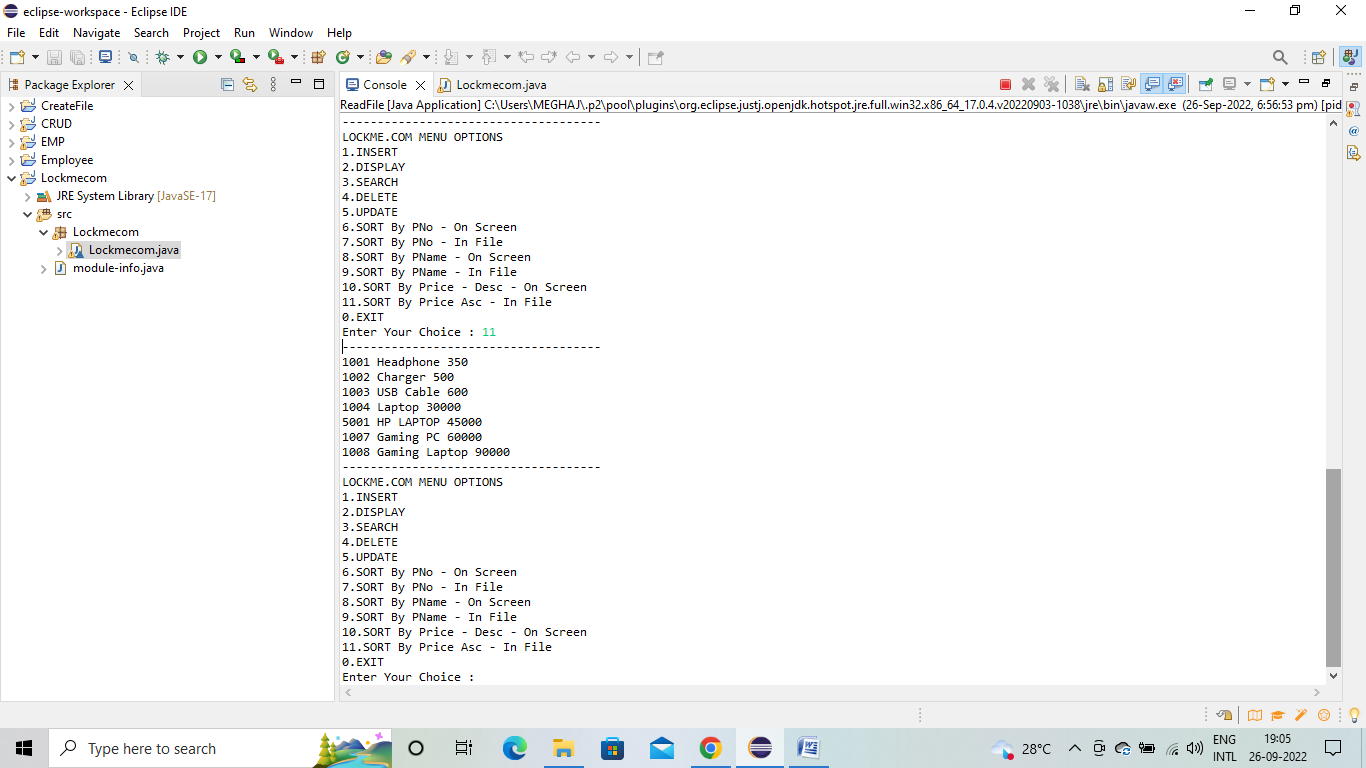 eclipse-workspace - Eclipse IDE
File Edit Navigate Search Project Run Window Help
Package Explorer
CreateFile
CRUD
EMP
Employee
Lockmecom
JRE System Library [JavaSE-17]
src
Lockmecom
Lockmecom.java
module-info.java
Console Lockmecom.java
ReadFile [Java Application] C:\Users\MEGHAJ\.p2\pool\plugins\org.eclipse.justj.openjdk.hotspot.jre.full.win32.x86_64_17.0.4.v20220903-1038\jre\bin\javaw.exe (26-Sep-2022, 6:56:53 pm) [pid
-------------------------------------
LOCKME.COM MENU OPTIONS
1.INSERT
2.DISPLAY
3.SEARCH
4.DELETE
5.UPDATE
6.SORT By PNo - On Screen
7.SORT By PNo - In File
8.SORT By PName - On Screen
9.SORT By PName - In File
10.SORT By Price - Desc - On Screen
11.SORT By Price Asc - In File
0.EXIT
Enter Your Choice : 11
-------------------------------------
1001 Headphone 350
1002 Charger 500
1003 USB Cable 600
1004 Laptop 30000
5001 HP LAPTOP 45000
1007 Gaming PC 60000
1008 Gaming Laptop 90000
-------------------------------------
LOCKME.COM MENU OPTIONS
1.INSERT
2.DISPLAY
3.SEARCH
4.DELETE
5.UPDATE
6.SORT By PNo - On Screen
7.SORT By PNo - In File
8.SORT By PName - On Screen
9.SORT By PName - In File
10.SORT By Price - Desc - On Screen
11.SORT By Price Asc - In File
0.EXIT
Enter Your Choice :
Type here to search
28°C
ENG
INTL
19:05
26-09-2022